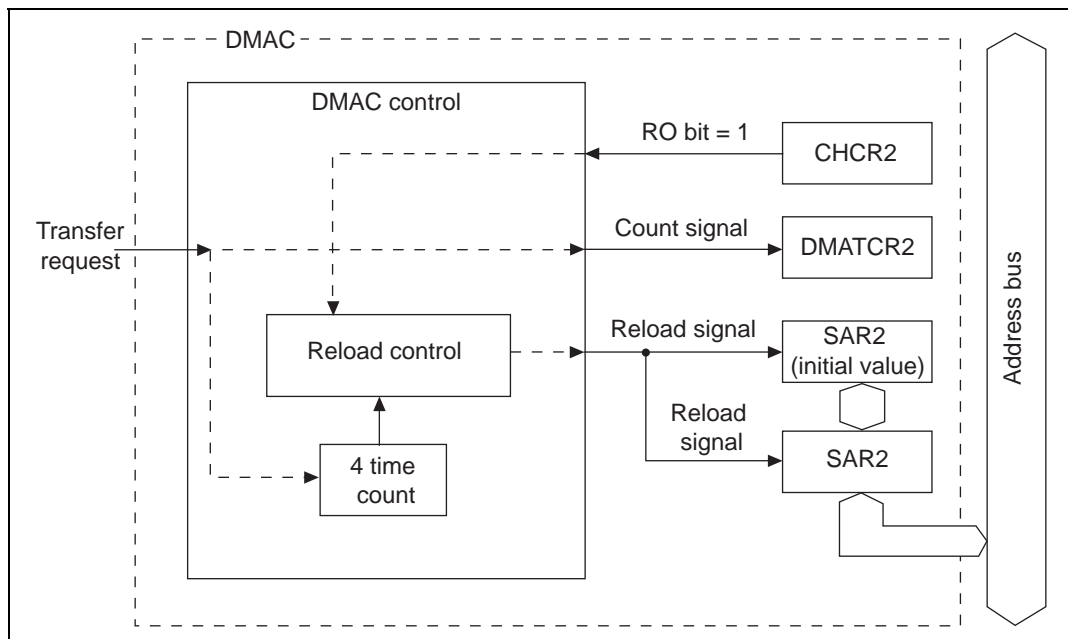 DMAC
DMAC control
RO bit = 1
CHCR2
Transfer
request
Count signal
DMATCR2
Reload control
Reload signal
SAR2
(initial value)
Reload
signal
SAR2
4 time
count
Address bus